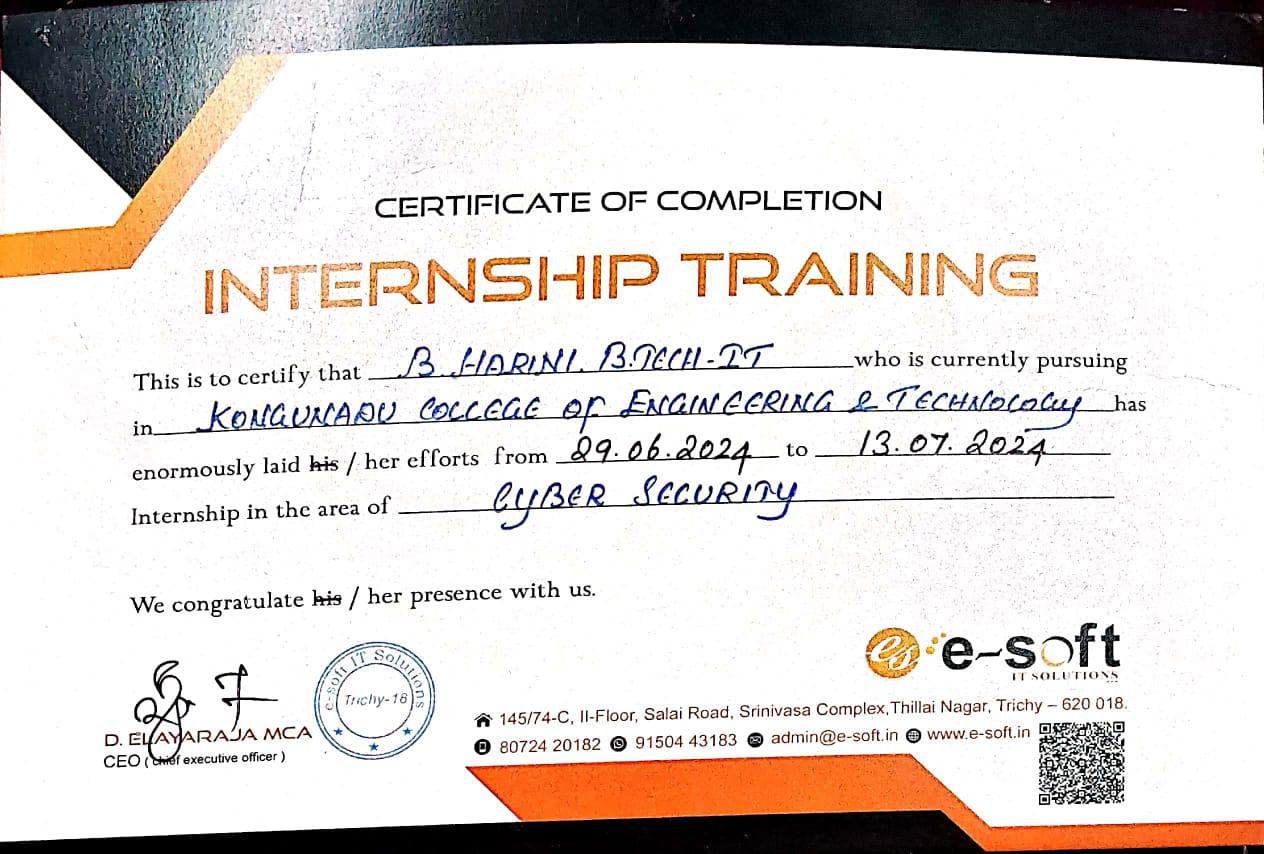 CERTIFICATE OF COMPLETION
INTERNSHIP TRAINING
This is to certify that B HARINI. B.TECH-IT who is currently pursuing
in KONGUNADU COLLEGE OF ENGINEERING & TECHNOLOGY has
enormously laid his / her efforts from 29.06.2024 to 13.07.2024
Internship in the area of CYBER SECURITY
We congratulate his / her presence with us.
e-soft IT Solutions
Trichy-18
D. ELAYARAJA MCA
CEO (Chief executive officer)
es e-soft
IT SOLUTIONS
145/74-C, II-Floor, Salai Road, Srinivasa Complex,Thillai Nagar, Trichy – 620 018.
80724 20182 91504 43183 admin@e-soft.in www.e-soft.in